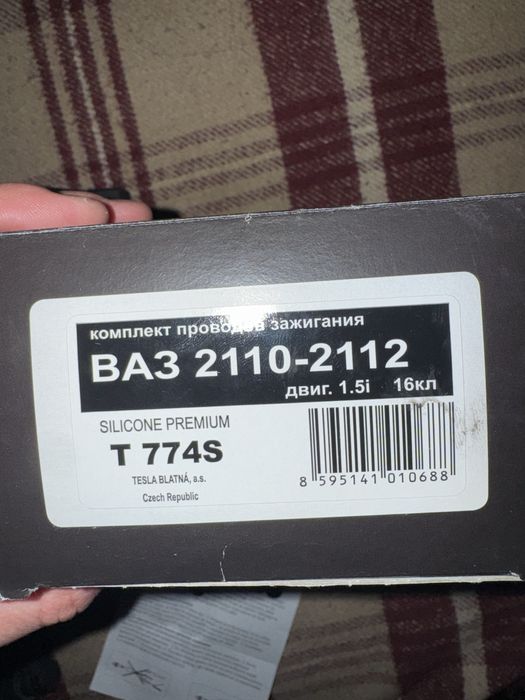 комплект проводов зажигания
ВАЗ 2110-2112
двиг. 1.5i 16кл
SILICONE PREMIUM
T 774S
TESLA BLATNÁ, a.s.
Czech Republic
8 595141 010688